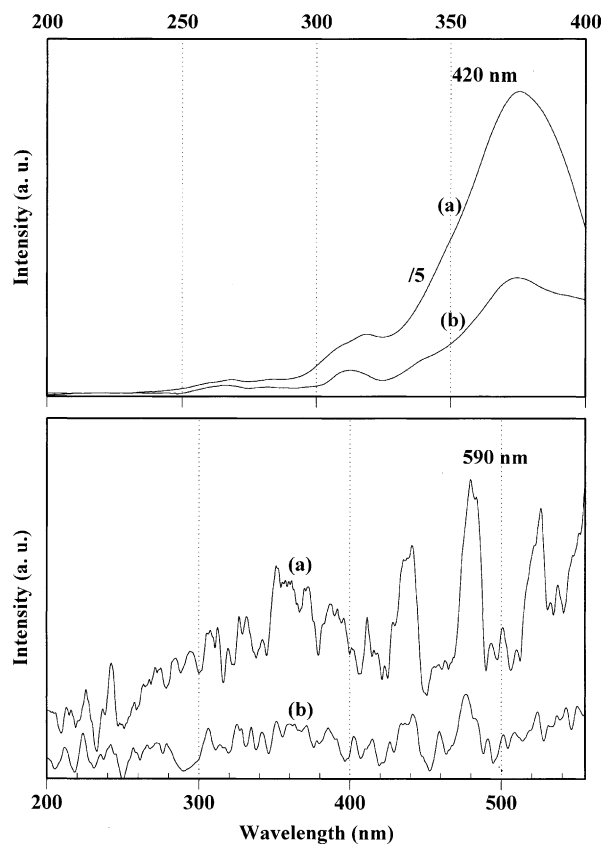 200 250 300 350 400
420 nm
(a)
/5
(b)
Intensity (a. u.)
590 nm
(a)
(b)
Intensity (a. u.)
200 300 400 500
Wavelength (nm)